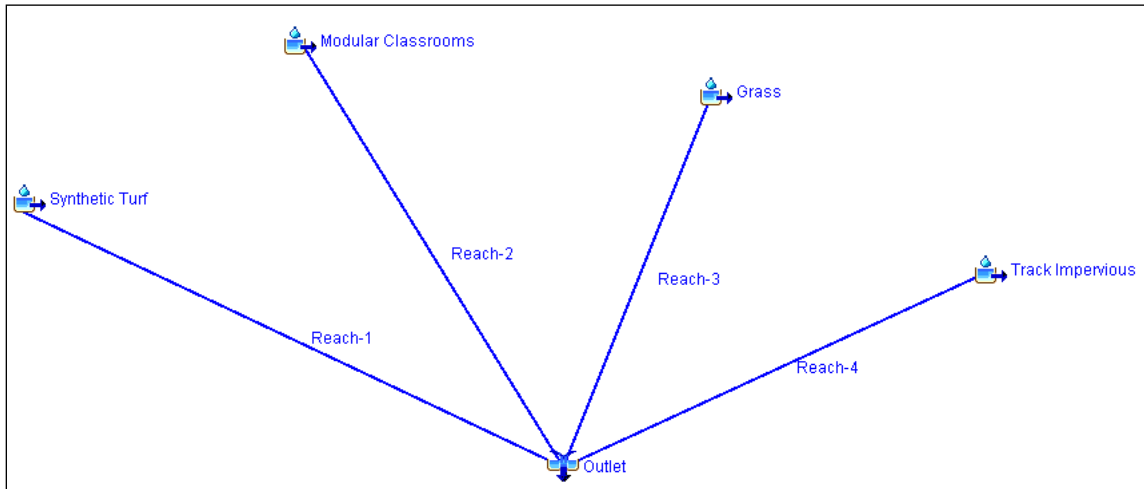 Modular Classrooms
Grass
Synthetic Turf
Reach-2
Reach-3
Track Impervious
Reach-1
Reach-4
Outlet